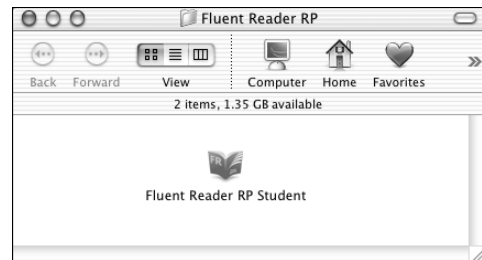 Fluent Reader RP
Back Forward View Computer Home Favorites
2 items, 1.35 GB available
FR
Fluent Reader RP Student